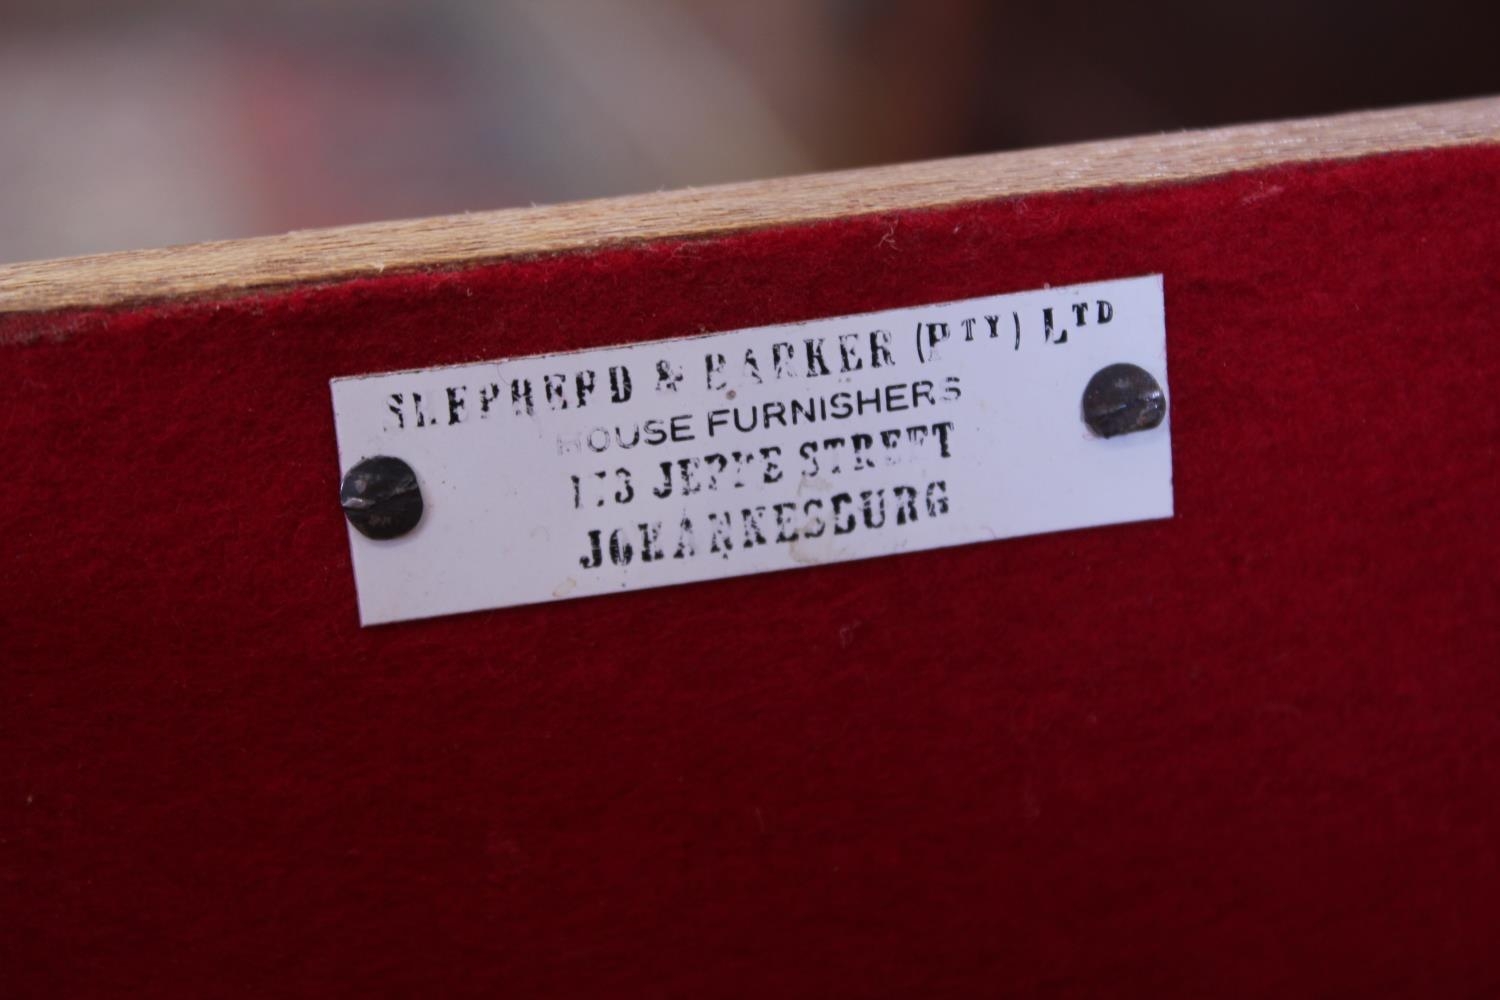 SHEPHERD & BARKER (PTY) LTD
HOUSE FURNISHERS
JEPPE STREET
JOHANNESBURG